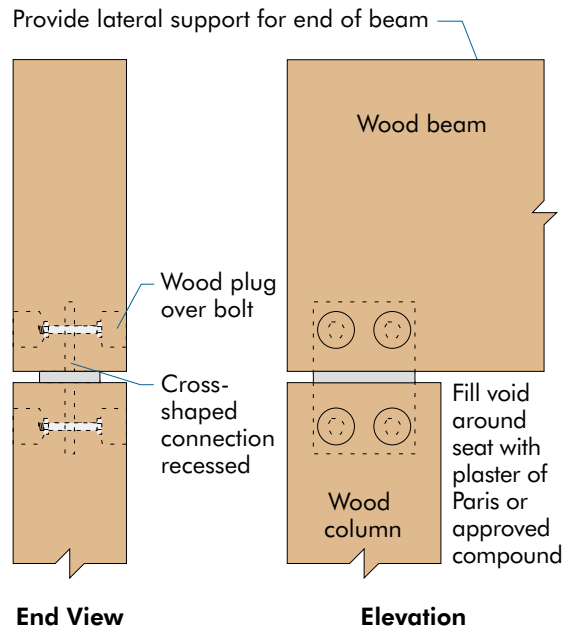 Provide lateral support for end of beam
Wood beam
Wood plug
over bolt
Cross-
shaped
connection
recessed
Fill void
around
seat with
plaster of
Paris or
approved
compound
Wood
column
End View
Elevation